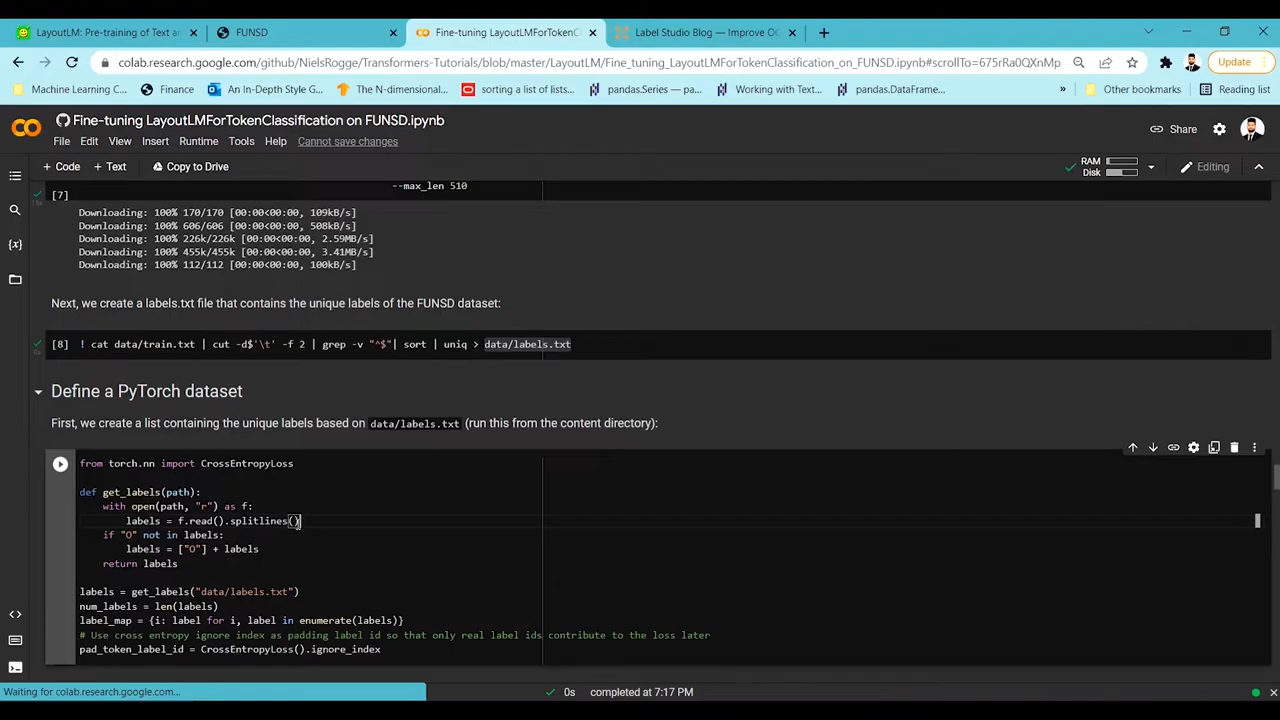 LayoutLM: Pre-training of Text an
FUNSD
Fine-tuning LayoutLMForTokenCl
Label Studio Blog — Improve OC
colab.research.google.com/github/NielsRogge/Transformers-Tutorials/blob/master/LayoutLM/Fine_tuning_LayoutLMForTokenClassification_on_FUNSD.ipynb#scrollTo=675rRa0QXnMp
Update
Machine Learning C...
Finance
An In-Depth Style G...
The N-dimensional...
sorting a list of lists...
pandas.Series — pa...
Working with Text...
pandas.DataFrame...
»
Other bookmarks
Reading list
Fine-tuning LayoutLMForTokenClassification on FUNSD.ipynb
Share
File Edit View Insert Runtime Tools Help Cannot save changes
+ Code + Text Copy to Drive
RAM
Disk
Editing
--max_len 510
[7]
Downloading: 100% 170/170 [00:00<00:00, 109kB/s]
Downloading: 100% 606/606 [00:00<00:00, 508kB/s]
Downloading: 100% 226k/226k [00:00<00:00, 2.59MB/s]
Downloading: 100% 455k/455k [00:00<00:00, 3.41MB/s]
Downloading: 100% 112/112 [00:00<00:00, 100kB/s]
Next, we create a labels.txt file that contains the unique labels of the FUNSD dataset:
[8] ! cat data/train.txt | cut -d$'\t' -f 2 | grep -v "^$"| sort | uniq > data/labels.txt
Define a PyTorch dataset
First, we create a list containing the unique labels based on data/labels.txt (run this from the content directory):
from torch.nn import CrossEntropyLoss
def get_labels(path):
with open(path, "r") as f:
labels = f.read().splitlines()
if "O" not in labels:
labels = ["O"] + labels
return labels
labels = get_labels("data/labels.txt")
num_labels = len(labels)
label_map = {i: label for i, label in enumerate(labels)}
# Use cross entropy ignore index as padding label id so that only real label ids contribute to the loss later
pad_token_label_id = CrossEntropyLoss().ignore_index
Waiting for colab.research.google.com...
0s completed at 7:17 PM